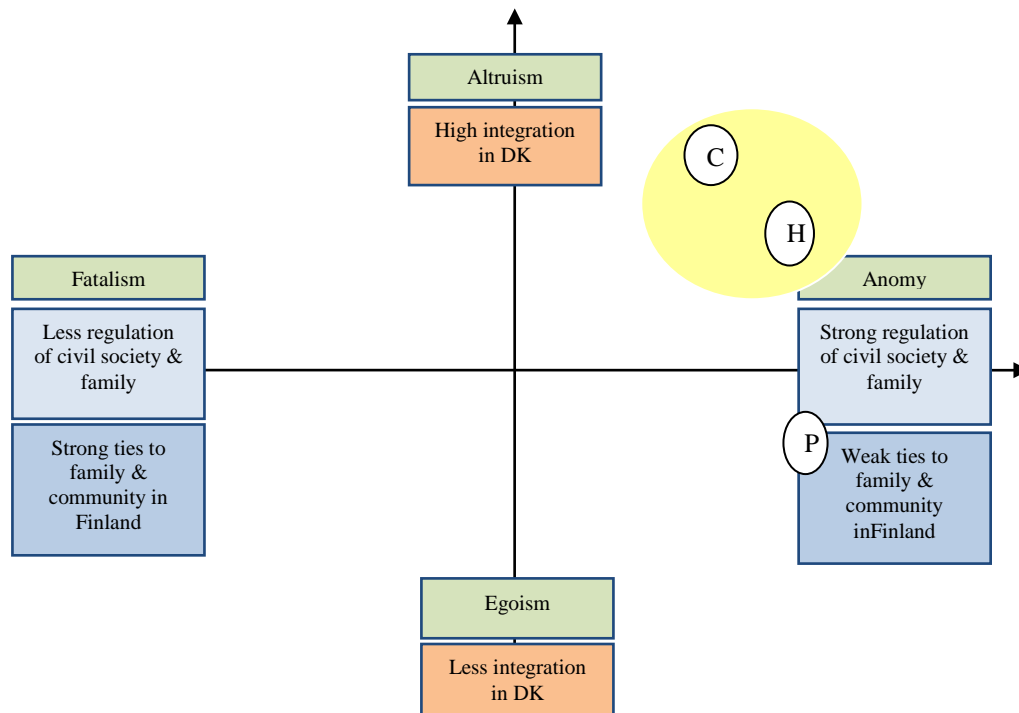 Altruism
High integration
in DK
C
H
Fatalism
Less regulation
of civil society &
family
Strong ties to
family &
community in
Finland
Anomy
Strong regulation
of civil society &
family
P
Weak ties to
family &
community
inFinland
Egoism
Less integration
in DK